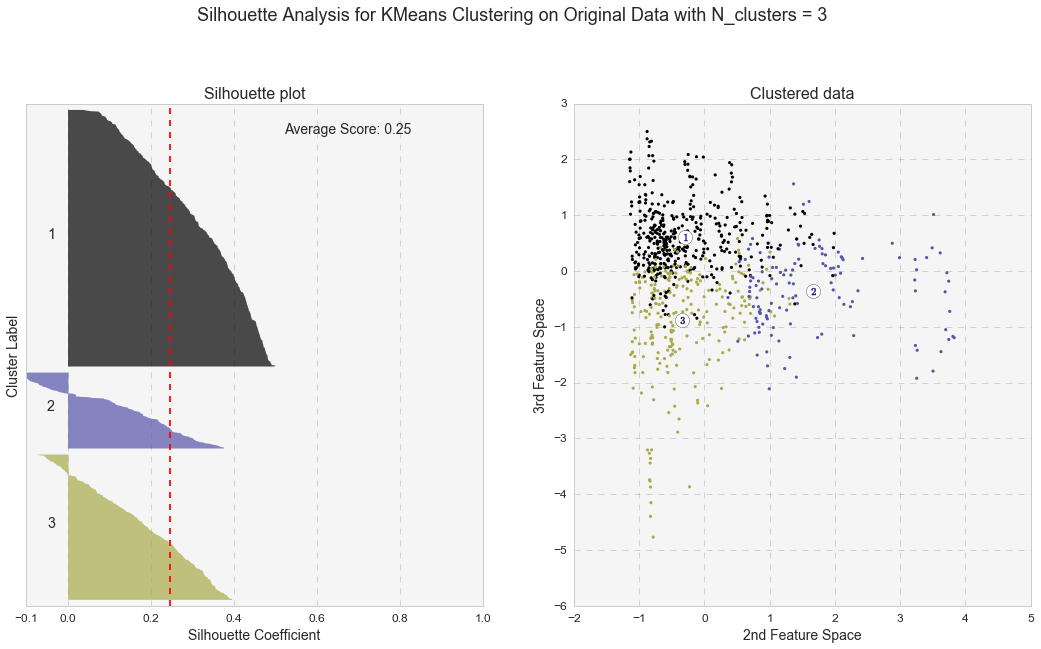 Silhouette Analysis for KMeans Clustering on Original Data with N_clusters = 3
Silhouette plot
Average Score: 0.25
1
2
3
Cluster Label
−0.1 0.0 0.2 0.4 0.6 0.8 1.0
Silhouette Coefficient
Clustered data
3
2
1
0
−1
−2
−3
−4
−5
−6
1
2
3
3rd Feature Space
−2 −1 0 1 2 3 4 5
2nd Feature Space